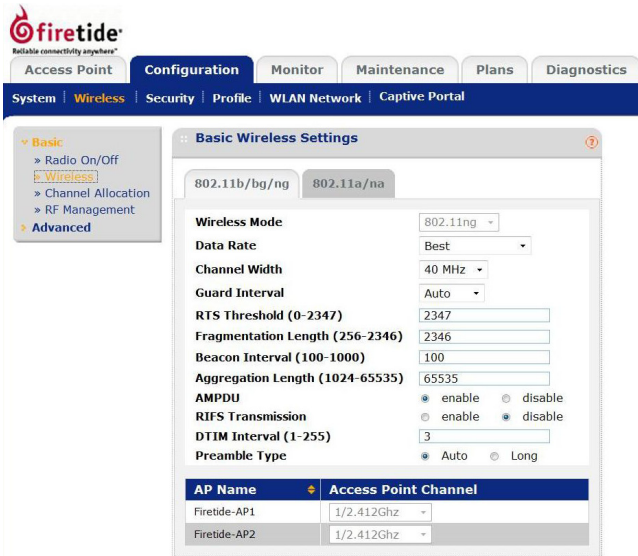 firetide
Reliable connectivity anywhere"
Access Point Configuration Monitor Maintenance Plans Diagnostics
System Wireless Security Profile WLAN Network Captive Portal
Basic
» Radio On/Off
» Wireless
» Channel Allocation
» RF Management
Advanced
Basic Wireless Settings ?
802.11b/bg/ng 802.11a/na
Wireless Mode 802.11ng
Data Rate Best
Channel Width 40 MHz
Guard Interval Auto
RTS Threshold (0-2347) 2347
Fragmentation Length (256-2346) 2346
Beacon Interval (100-1000) 100
Aggregation Length (1024-65535) 65535
AMPDU enable disable
RIFS Transmission enable disable
DTIM Interval (1-255) 3
Preamble Type Auto Long
AP Name Access Point Channel
Firetide-AP1 1/2.412Ghz
Firetide-AP2 1/2.412Ghz